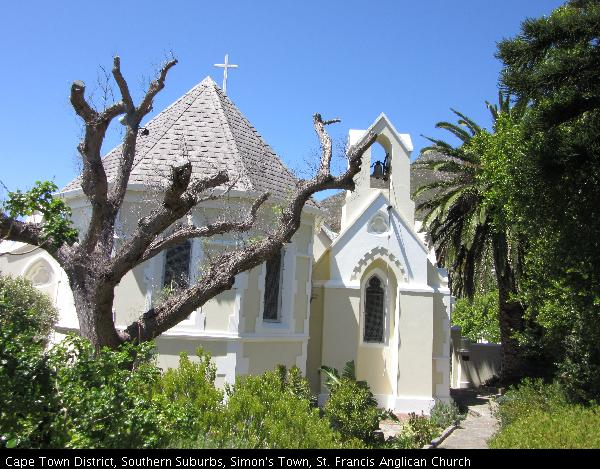 Cape Town District, Southern Suburbs, Simon's Town, St. Francis Anglican Church